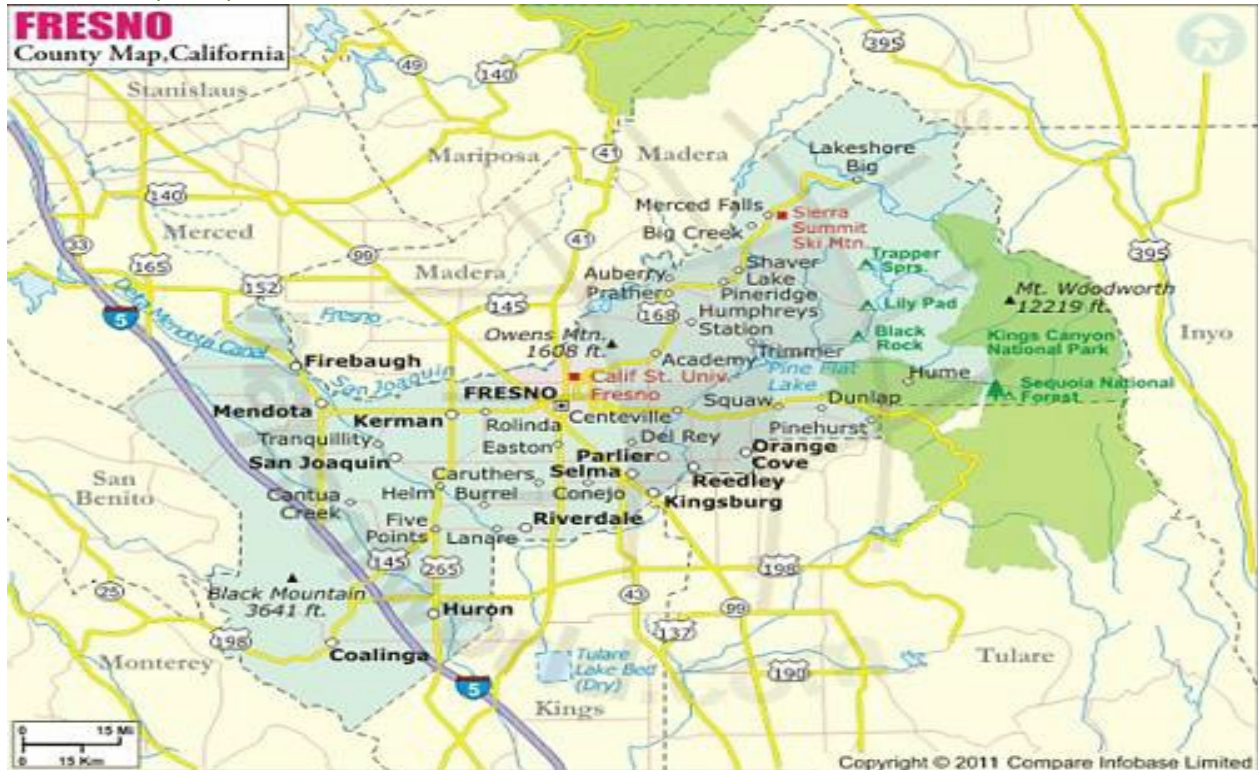 FRESNO
County Map,California
395
49
140
Stanislaus
41
Mariposa
Madera
Lakeshore
Big
140
Merced
Merced Falls
Big Creek
Sierra
Summit
Ski Mtn.
33
165
99
41
395
Madera
152
Auberry
Prather
Shaver
Lake
Pineridge
Trapper
Sprs.
Mt. Woodworth
12219 ft.
5
Delta Mendota Canal
Fresno
145
168
Humphreys
Station
Lily Pad
Inyo
Owens Mtn.
1608 ft.
Black
Rock
Kings Canyon
National Park
Firebaugh
San Joaquin
Academy
Trimmer
Pine Flat
Lake
Hume
Calif St. Univ.
Fresno
Sequoia National
Forest
Mendota
Kerman
FRESNO
Rolinda
Centeville
Squaw
Dunlap
Pinehurst
Tranquillity
Easton
Del Rey
San Joaquin
Parlier
Orange
Cove
San
Benito
Caruthers
Selma
Reedley
Cantua
Creek
Helm
Burrel
Conejo
Kingsburg
Five
Points
Lanare
Riverdale
145
265
198
Black Mountain
3641 ft.
25
Huron
43
99
137
198
Coalinga
Monterey
Tulare
Lake Bed
(Dry)
Tulare
190
5
Kings
0 15 Mi
0 15 Km
Copyright © 2011 Compare Infobase Limited